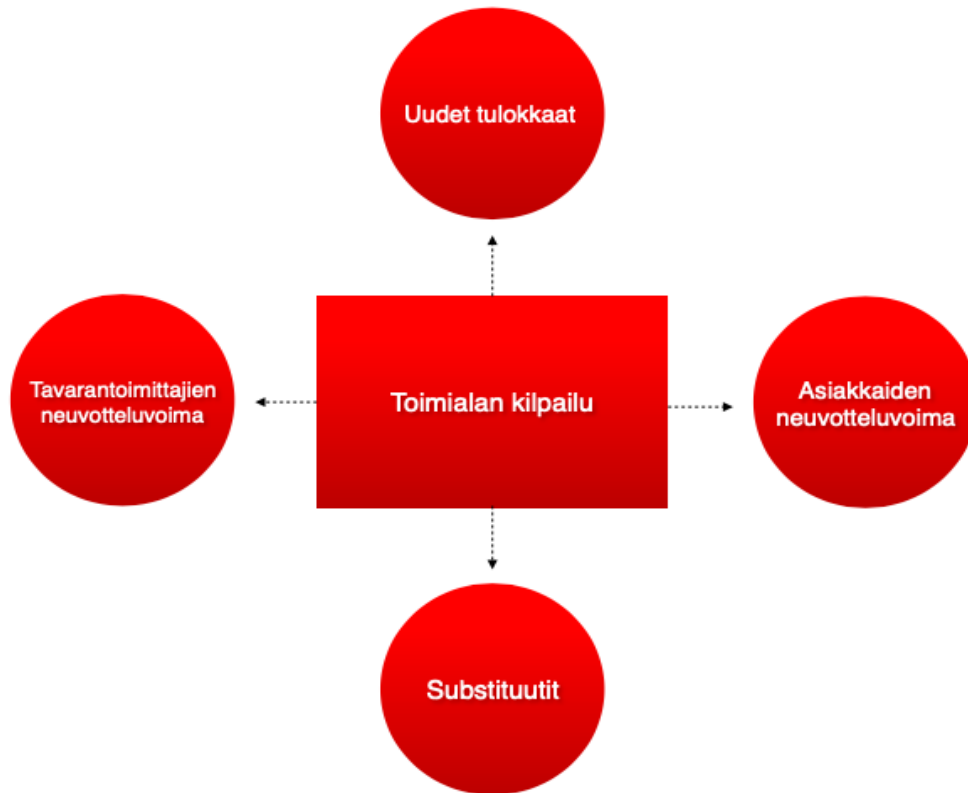 Uudet tulokkaat
Tavarantoimittajien
neuvotteluvoima
Toimialan kilpailu
Asiakkaiden
neuvotteluvoima
Substituutit